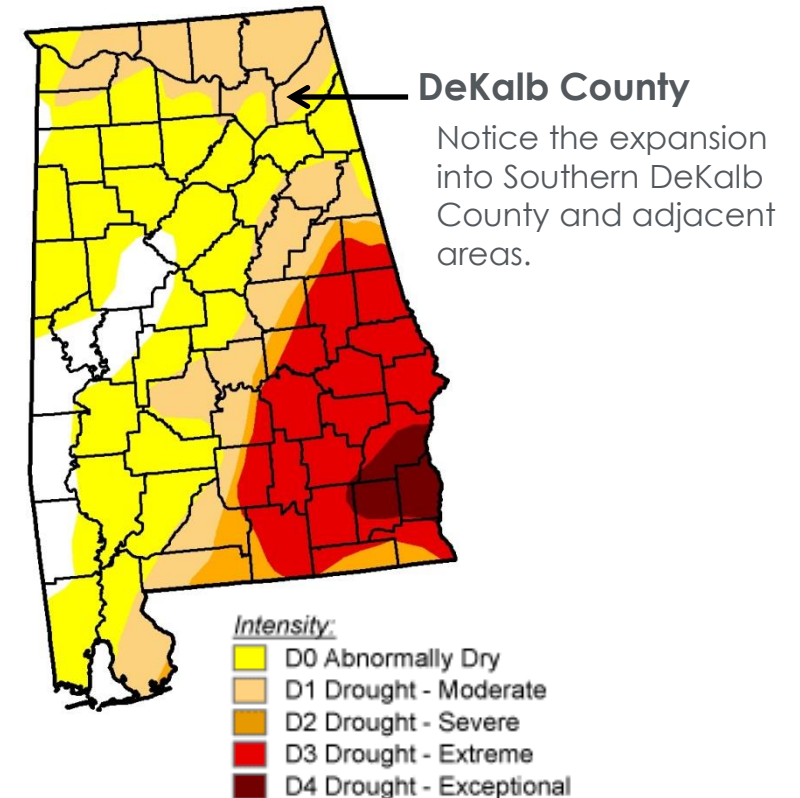 DeKalb County
Notice the expansion
into Southern DeKalb
County and adjacent
areas.
Intensity:
D0 Abnormally Dry
D1 Drought - Moderate
D2 Drought - Severe
D3 Drought - Extreme
D4 Drought - Exceptional